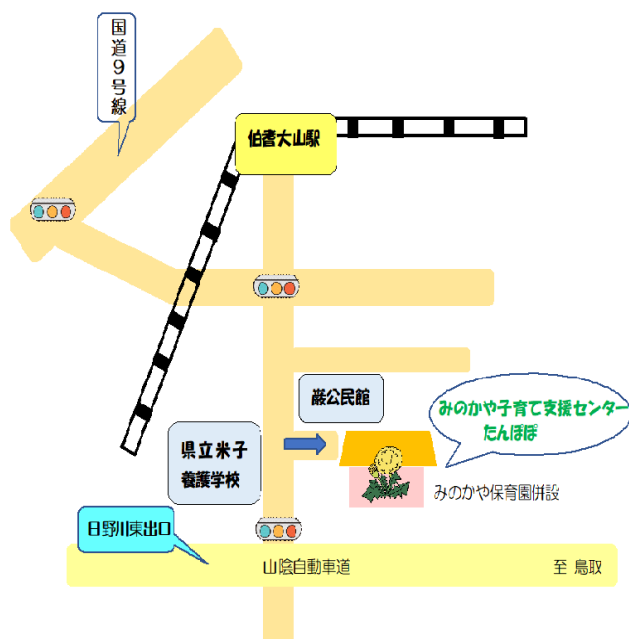 国道9号線
伯耆大山駅
巌公民館
みのかや子育て支援センター
たんぽぽ
県立米子
養護学校
みのかや保育園併設
日野川東出口
山陰自動車道
至 鳥取